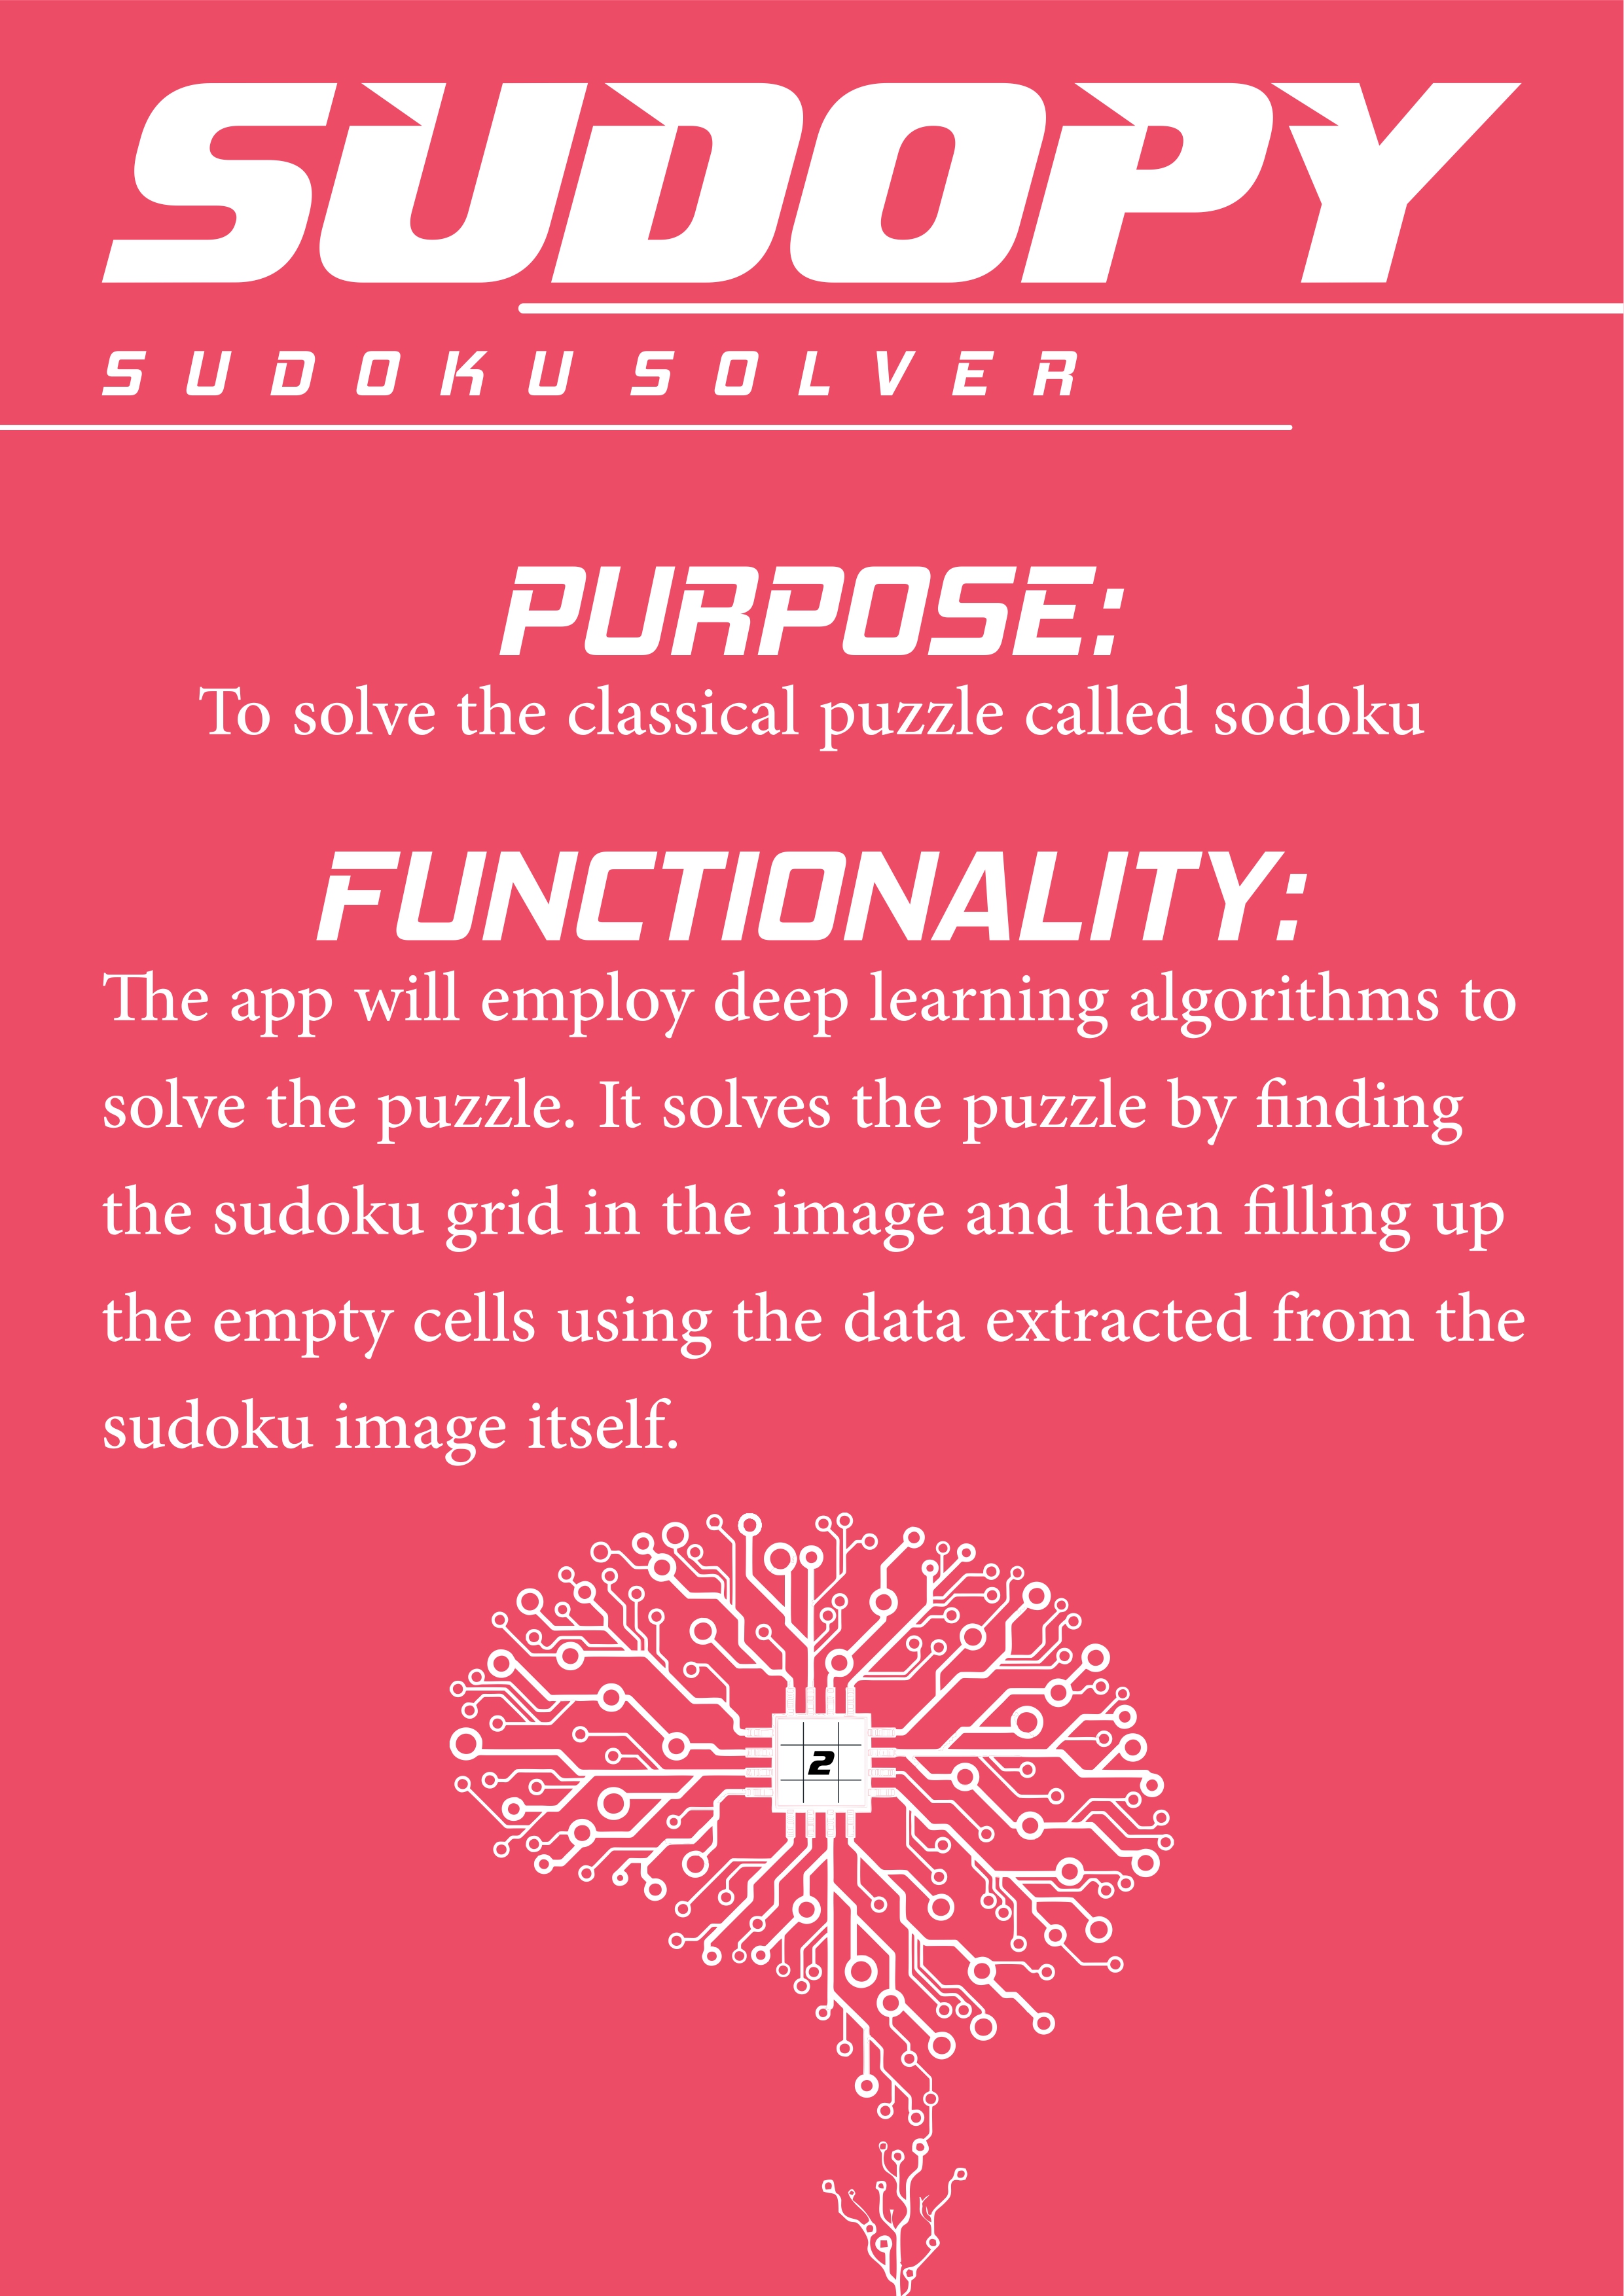 SUDOPY
SUDOKU SOLVER
PURPOSE:
To solve the classical puzzle called sodoku
FUNCTIONALITY:
The app will employ deep learning algorithms to
solve the puzzle. It solves the puzzle by finding
the sudoku grid in the image and then filling up
the empty cells using the data extracted from the
sudoku image itself.
2